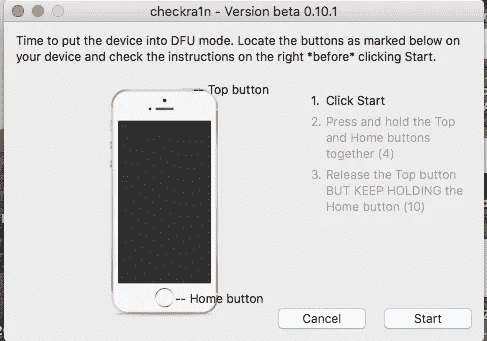 checkra1n - Version beta 0.10.1
Time to put the device into DFU mode. Locate the buttons as marked below on
your device and check the instructions on the right *before* clicking Start.
-- Top button
1. Click Start
2. Press and hold the Top
and Home buttons
together (4)
3. Release the Top button
BUT KEEP HOLDING the
Home button (10)
-- Home button
Cancel
Start